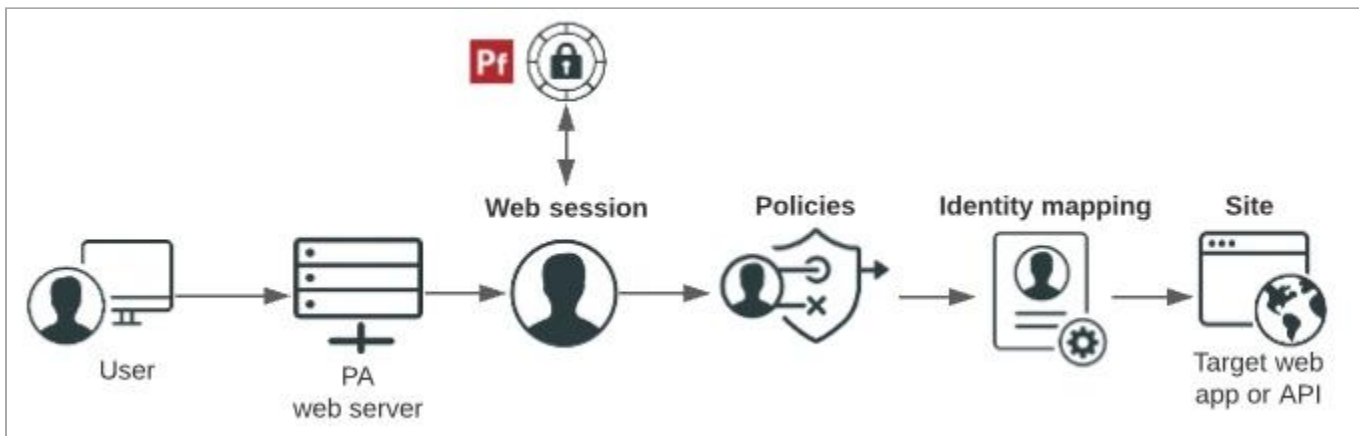 Pf
Web session
Policies
Identity mapping
Site
User
PA
web server
Target web
app or API